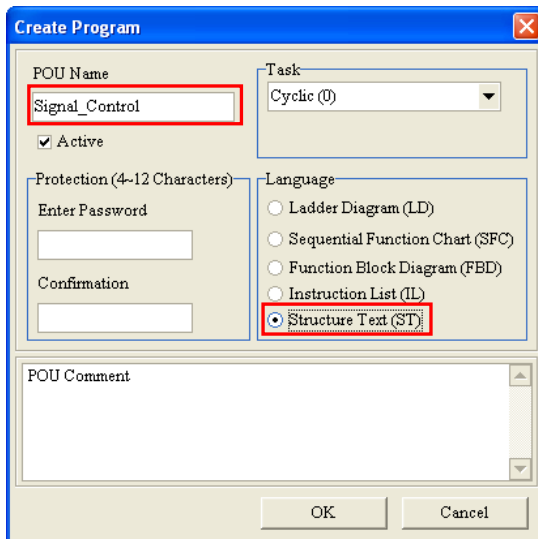 Create Program
POU Name
Signal_Control
Active
Task
Cyclic (0)
Protection (4~12 Characters)
Enter Password
Confirmation
Language
Ladder Diagram (LD)
Sequential Function Chart (SFC)
Function Block Diagram (FBD)
Instruction List (IL)
Structure Text (ST)
POU Comment
OK
Cancel